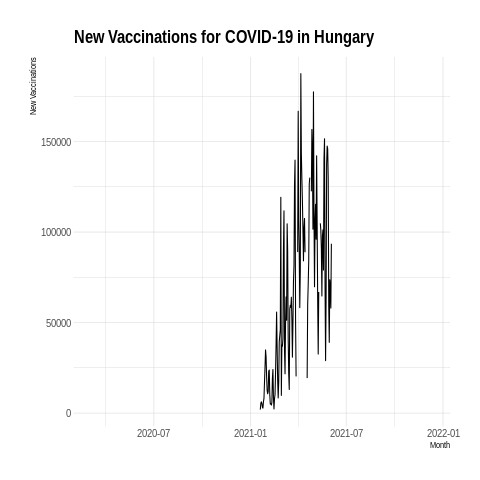 New Vaccinations for COVID-19 in Hungary
New Vaccinations
150000
100000
50000
0
2020-07 2021-01 2021-07 2022-01
Month